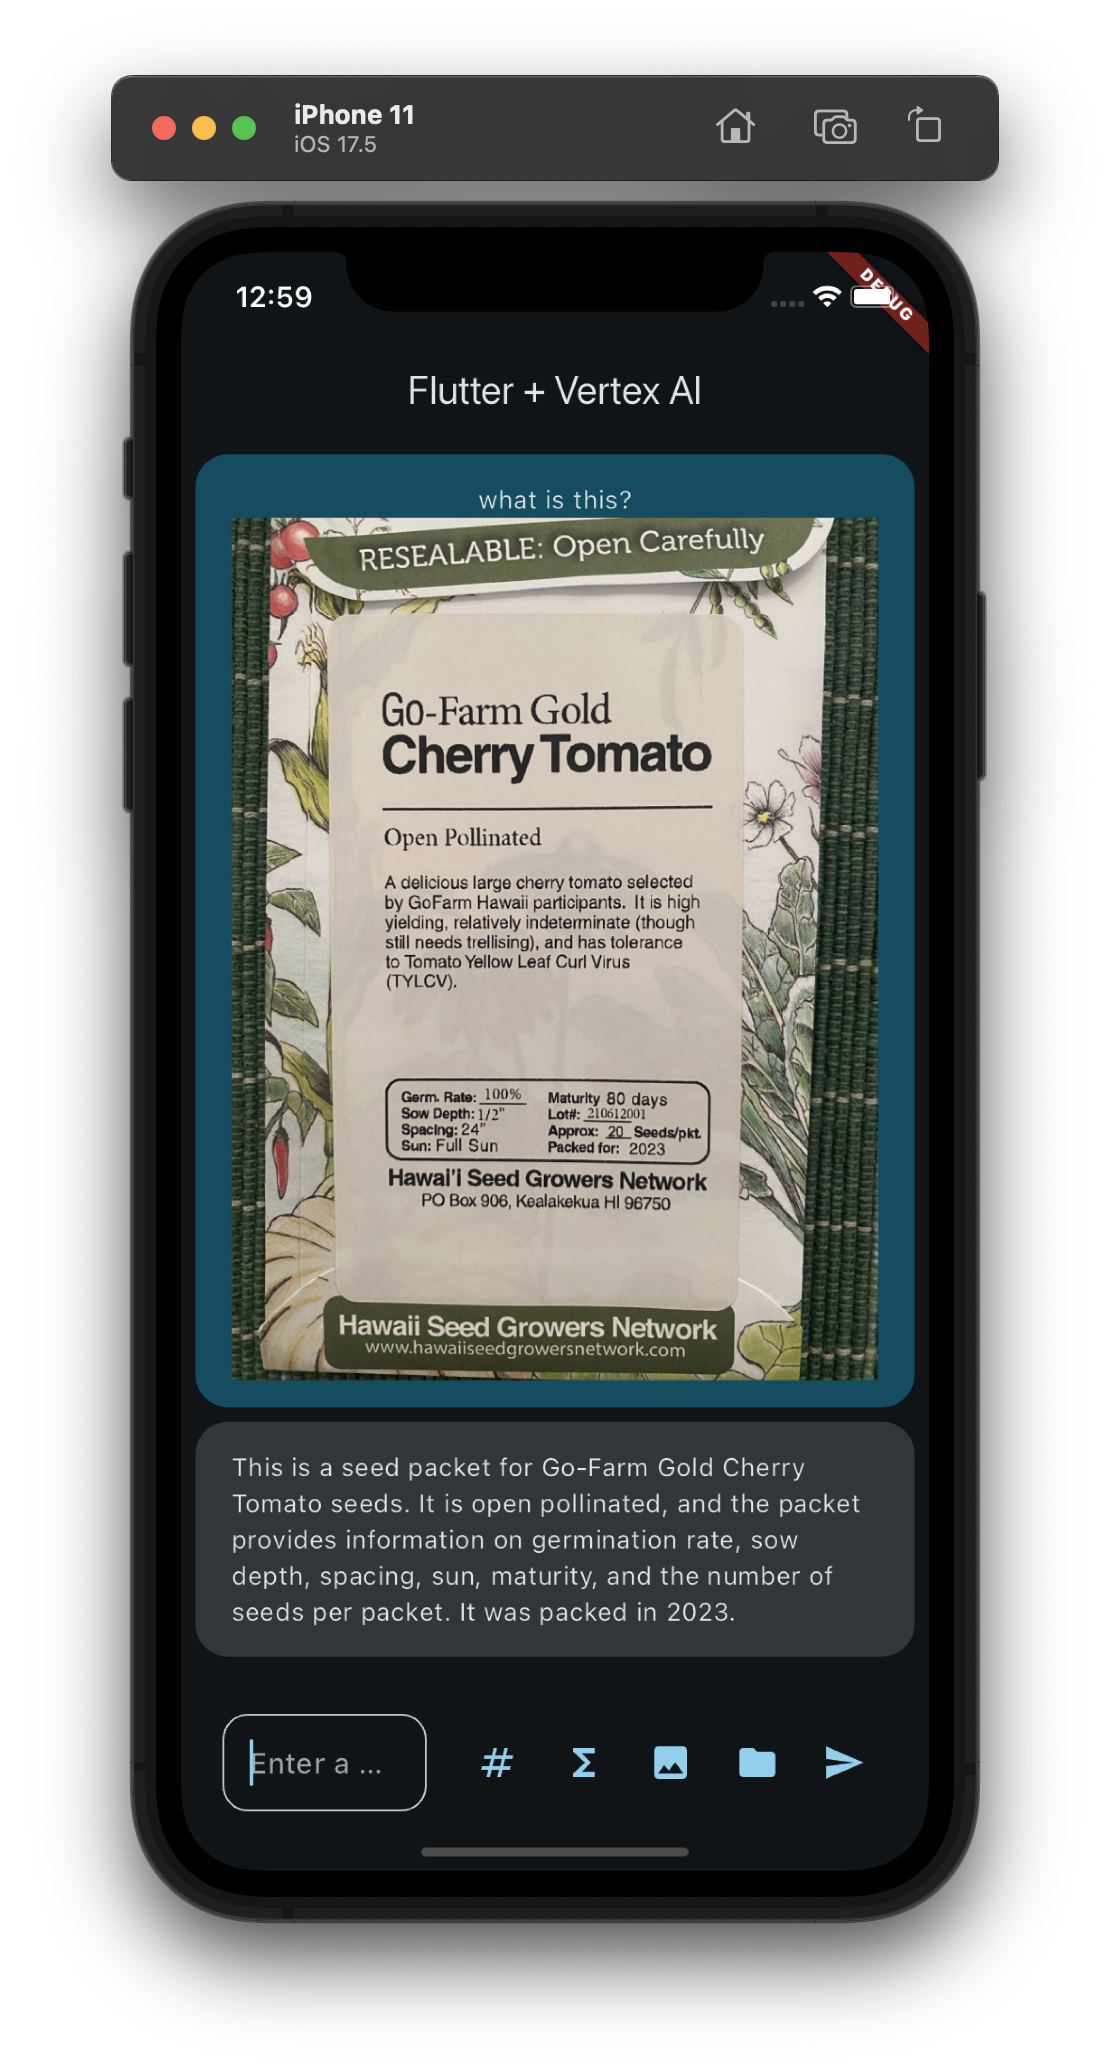 iPhone 11
iOS 17.5
12:59
DEBUG
Flutter + Vertex AI
what is this?
RESEALABLE: Open Carefully
Go-Farm Gold
Cherry Tomato
Open Pollinated
A delicious large cherry tomato selected
by GoFarm Hawaii participants. It is high
yielding, relatively indeterminate (though
still needs trellising), and has tolerance
to Tomato Yellow Leaf Curl Virus
(TYLCV).
Germ. Rate: 100% Maturity 80 days
Sow Depth: 1/2" Lot#: 210612001
Spacing: 24" Approx: 20 Seeds/pkt.
Sun: Full Sun Packed for: 2023
Hawai'i Seed Growers Network
PO Box 906, Kealakekua HI 96750
Hawaii Seed Growers Network
www.hawaiiseedgrowersnetwork.com
This is a seed packet for Go-Farm Gold Cherry
Tomato seeds. It is open pollinated, and the packet
provides information on germination rate, sow
depth, spacing, sun, maturity, and the number of
seeds per packet. It was packed in 2023.
Enter a ...